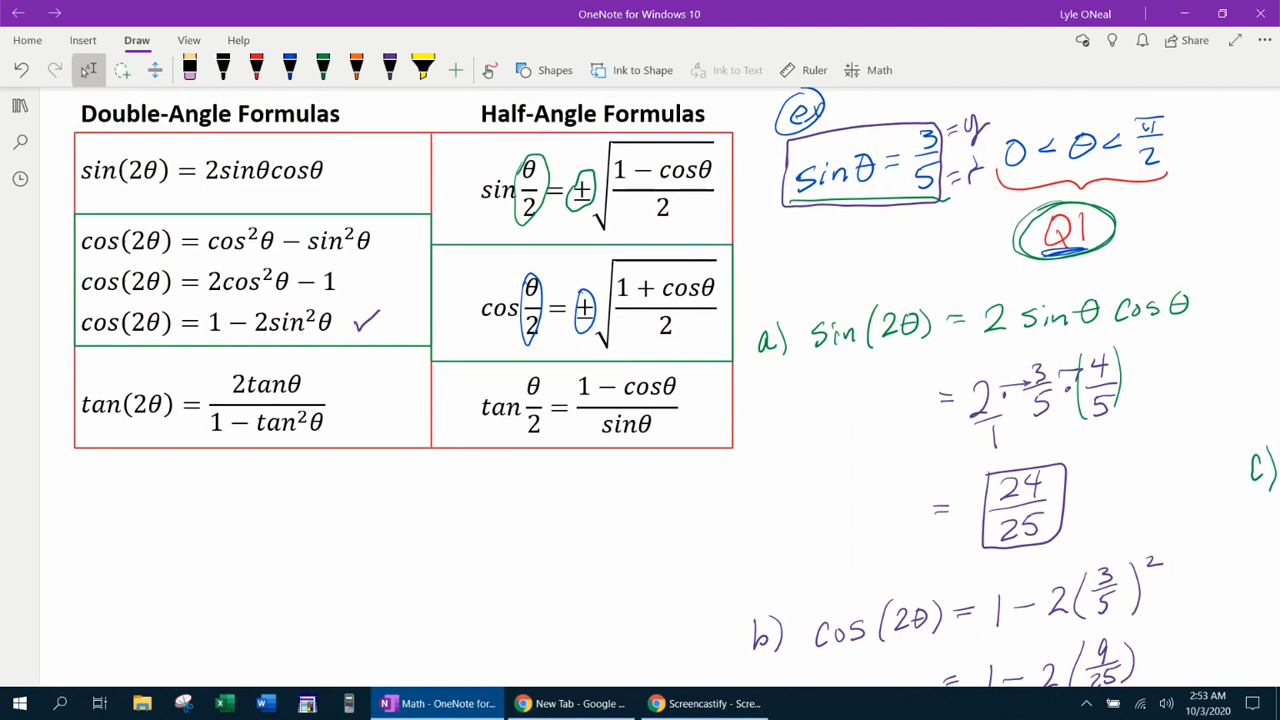 OneNote for Windows 10
Lyle ONeal
Home Insert Draw View Help
Share
Shapes Ink to Shape Ink to Text Ruler Math
Double-Angle Formulas
sin(2θ) = 2sinθcosθ
cos(2θ) = cos²θ − sin²θ
cos(2θ) = 2cos²θ − 1
cos(2θ) = 1 − 2sin²θ ✓
tan(2θ) = 2tanθ / 1 − tan²θ
Half-Angle Formulas
sin θ/2 = ± √(1 − cosθ / 2)
cos θ/2 = ± √(1 + cosθ / 2)
tan θ/2 = 1 − cosθ / sinθ
ex
sinθ = 3/5 = y = r 0 < θ < π/2
Q1
a) sin(2θ) = 2 sinθ cosθ
= 2/1 · 3/5 · (4/5)
= 24/25
c)
b) cos(2θ) = 1 − 2(3/5)²
= 1 − 2(9/25)
Math - OneNote for... New Tab - Google ... Screencastify - Scre...
2:53 AM
10/3/2020